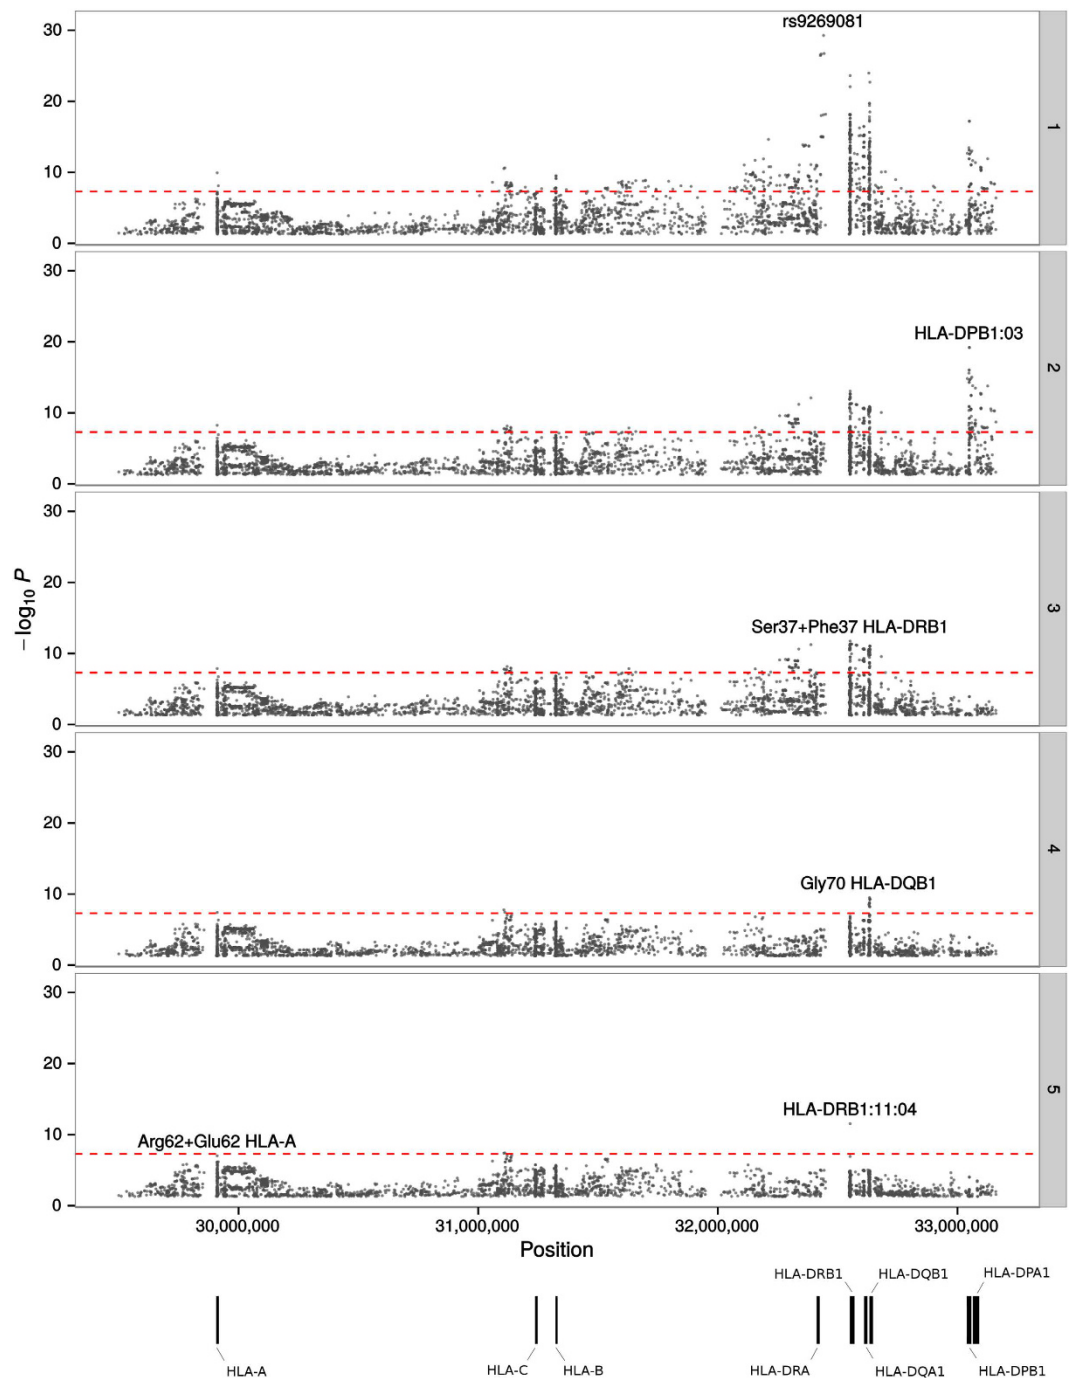 30
20
10
0
rs9269081
1
30
20
10
0
HLA-DPB1:03
2
30
20
10
0
Ser37+Phe37 HLA-DRB1
3
− log10 P
30
20
10
0
Gly70 HLA-DQB1
4
30
20
10
0
HLA-DRB1:11:04
Arg62+Glu62 HLA-A
5
30,000,000 31,000,000 32,000,000 33,000,000
Position
HLA-DRB1 HLA-DQB1 HLA-DPA1
HLA-A HLA-C HLA-B HLA-DRA HLA-DQA1 HLA-DPB1